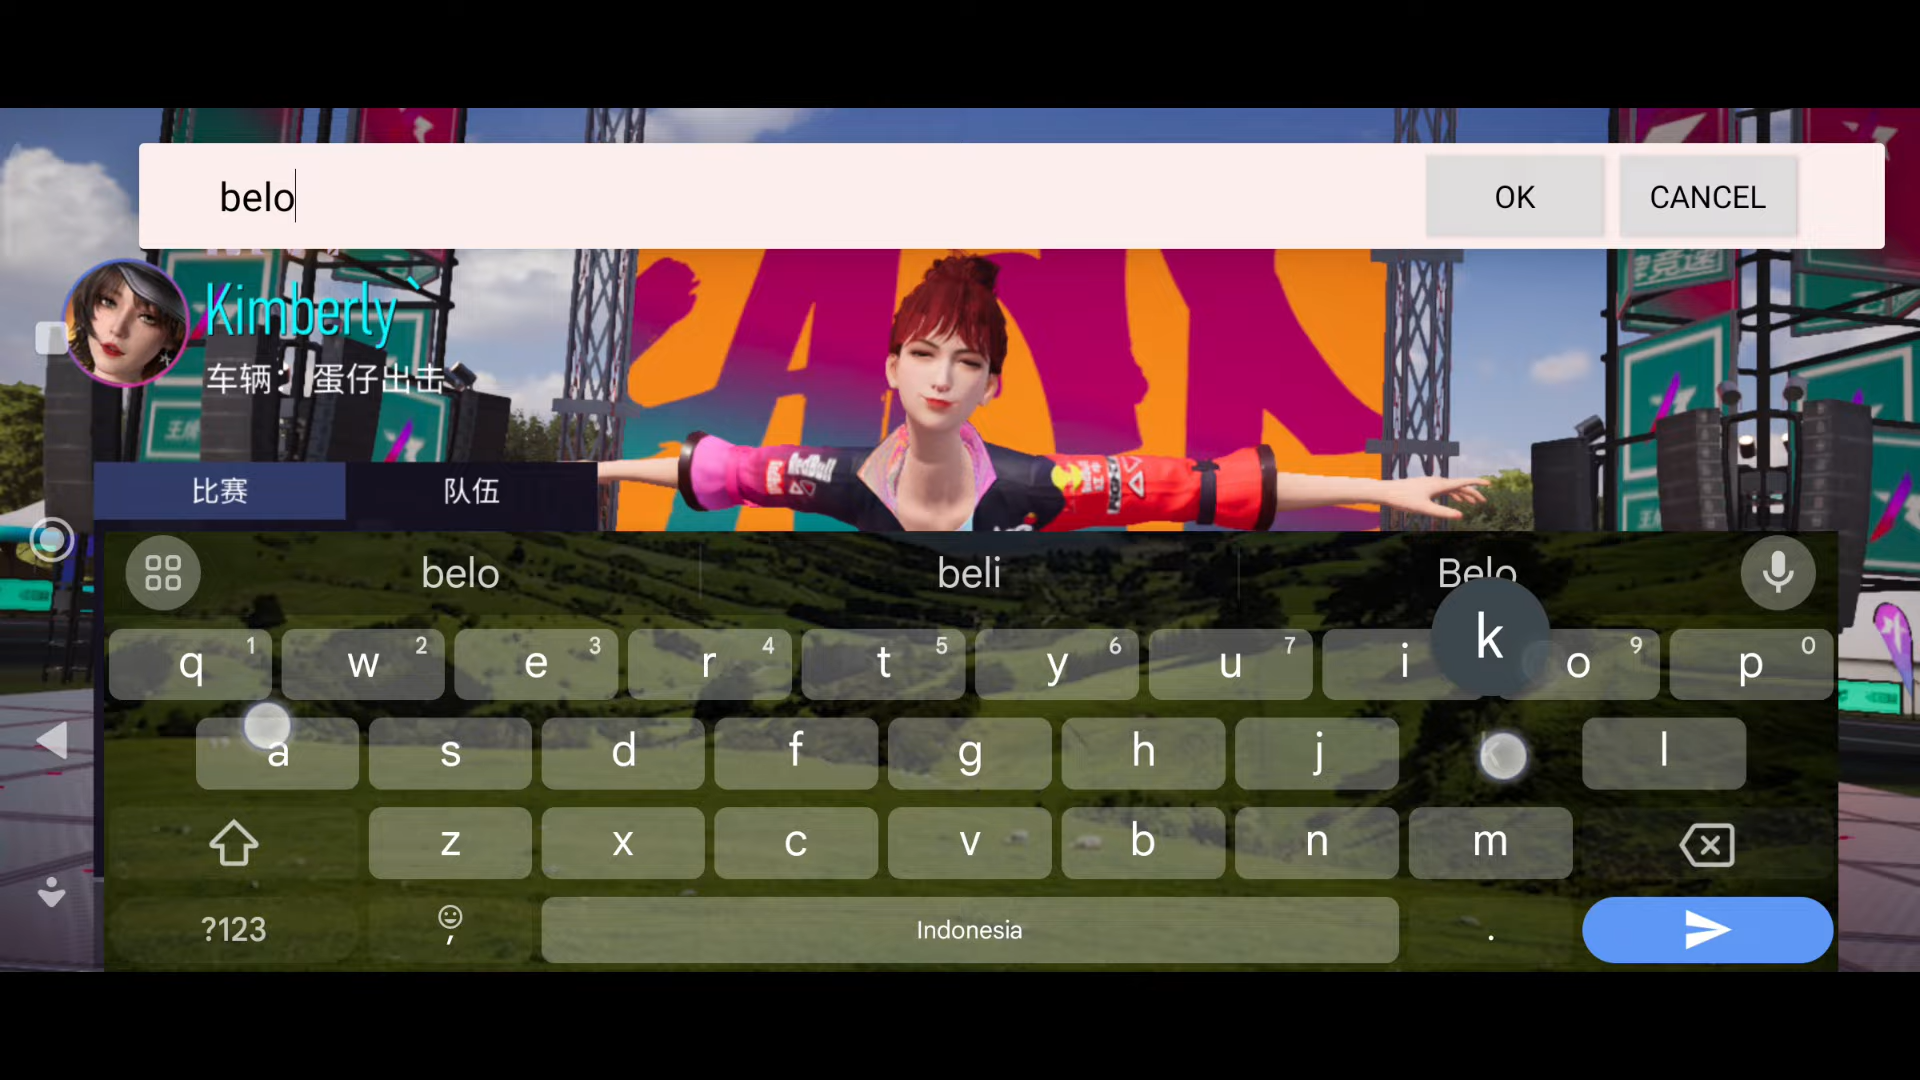 belo
OK
CANCEL
Kimberly`
车辆：蛋仔出击
比赛
队伍
RedBull
belo
beli
Belo
q 1
w 2
e 3
r 4
t 5
y 6
u 7
i
k
o 9
p 0
a
s
d
f
g
h
j
l
z
x
c
v
b
n
m
?123
,
Indonesia
.